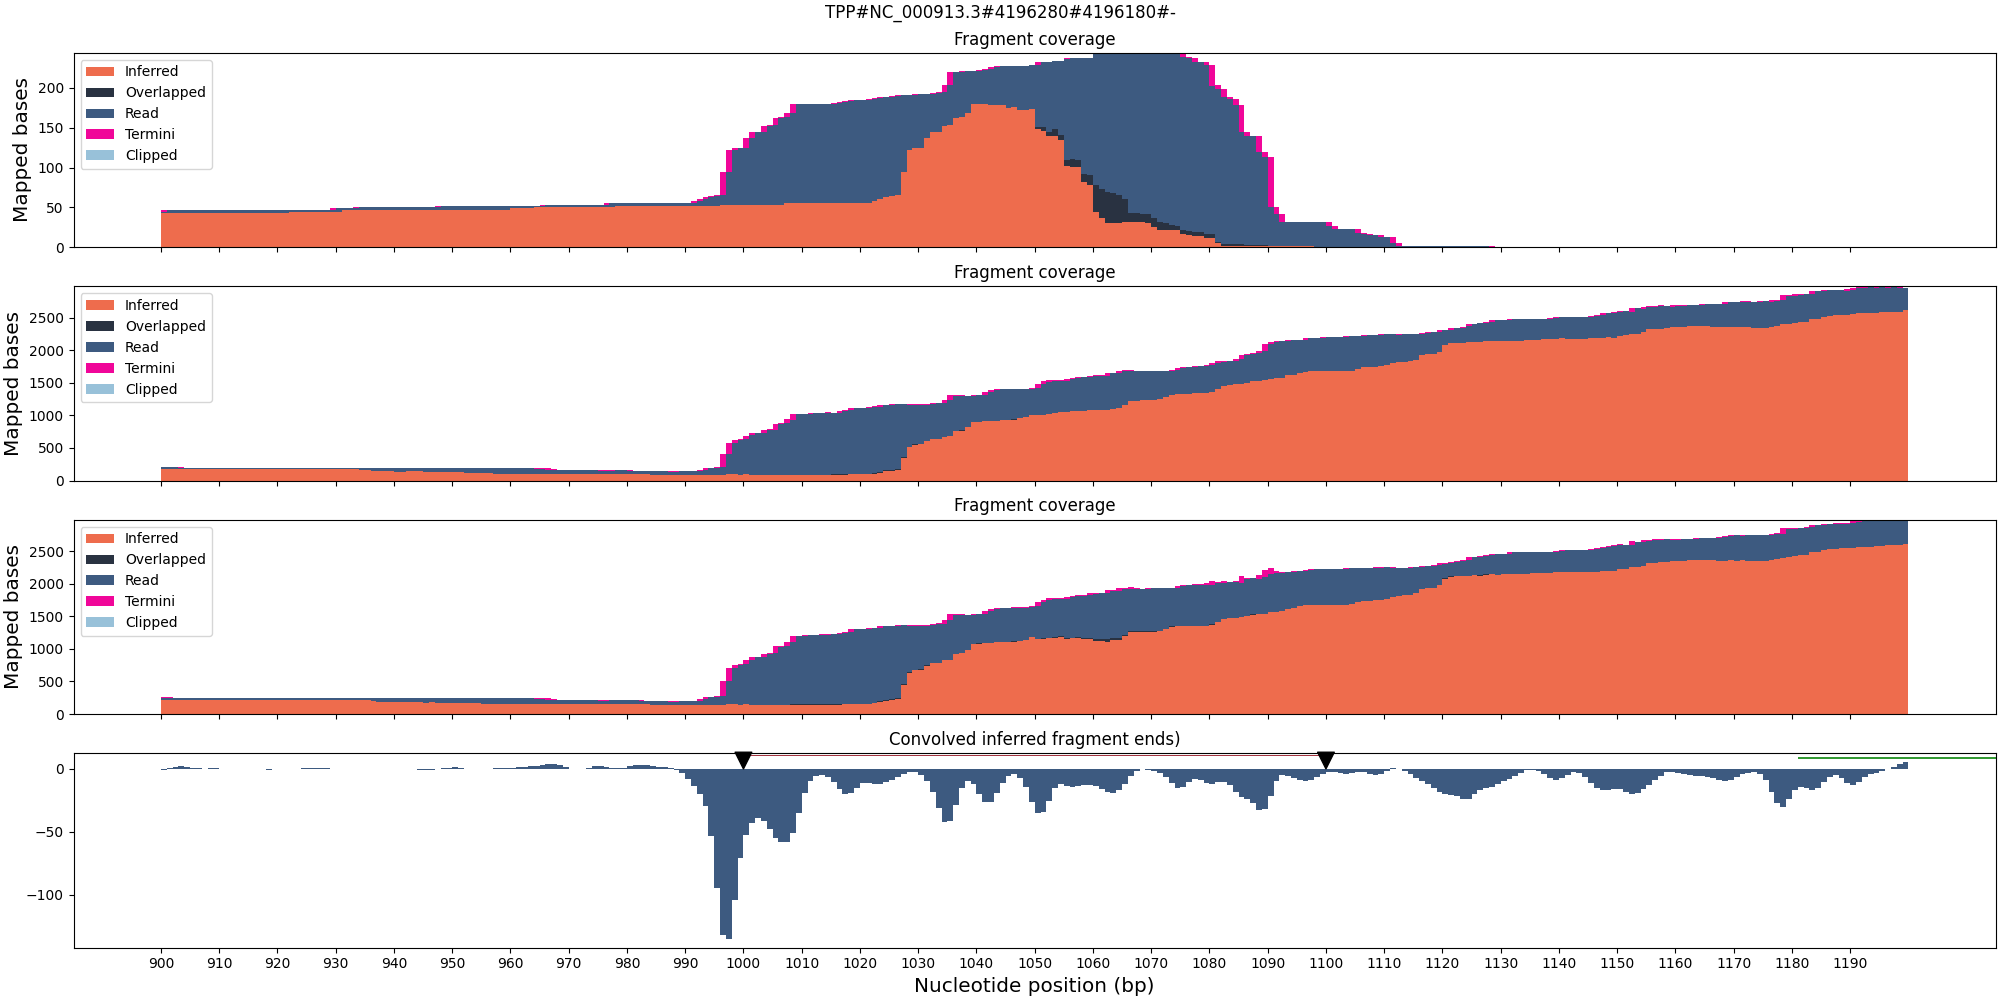 TPP#NC_000913.3#4196280#4196180#-
Fragment coverage
Mapped bases
200
150
100
50
0
Inferred
Overlapped
Read
Termini
Clipped
Fragment coverage
Mapped bases
2500
2000
1500
1000
500
0
Inferred
Overlapped
Read
Termini
Clipped
Fragment coverage
Mapped bases
2500
2000
1500
1000
500
0
Inferred
Overlapped
Read
Termini
Clipped
Convolved inferred fragment ends)
0
−50
−100
900 910 920 930 940 950 960 970 980 990 1000 1010 1020 1030 1040 1050 1060 1070 1080 1090 1100 1110 1120 1130 1140 1150 1160 1170 1180 1190
Nucleotide position (bp)